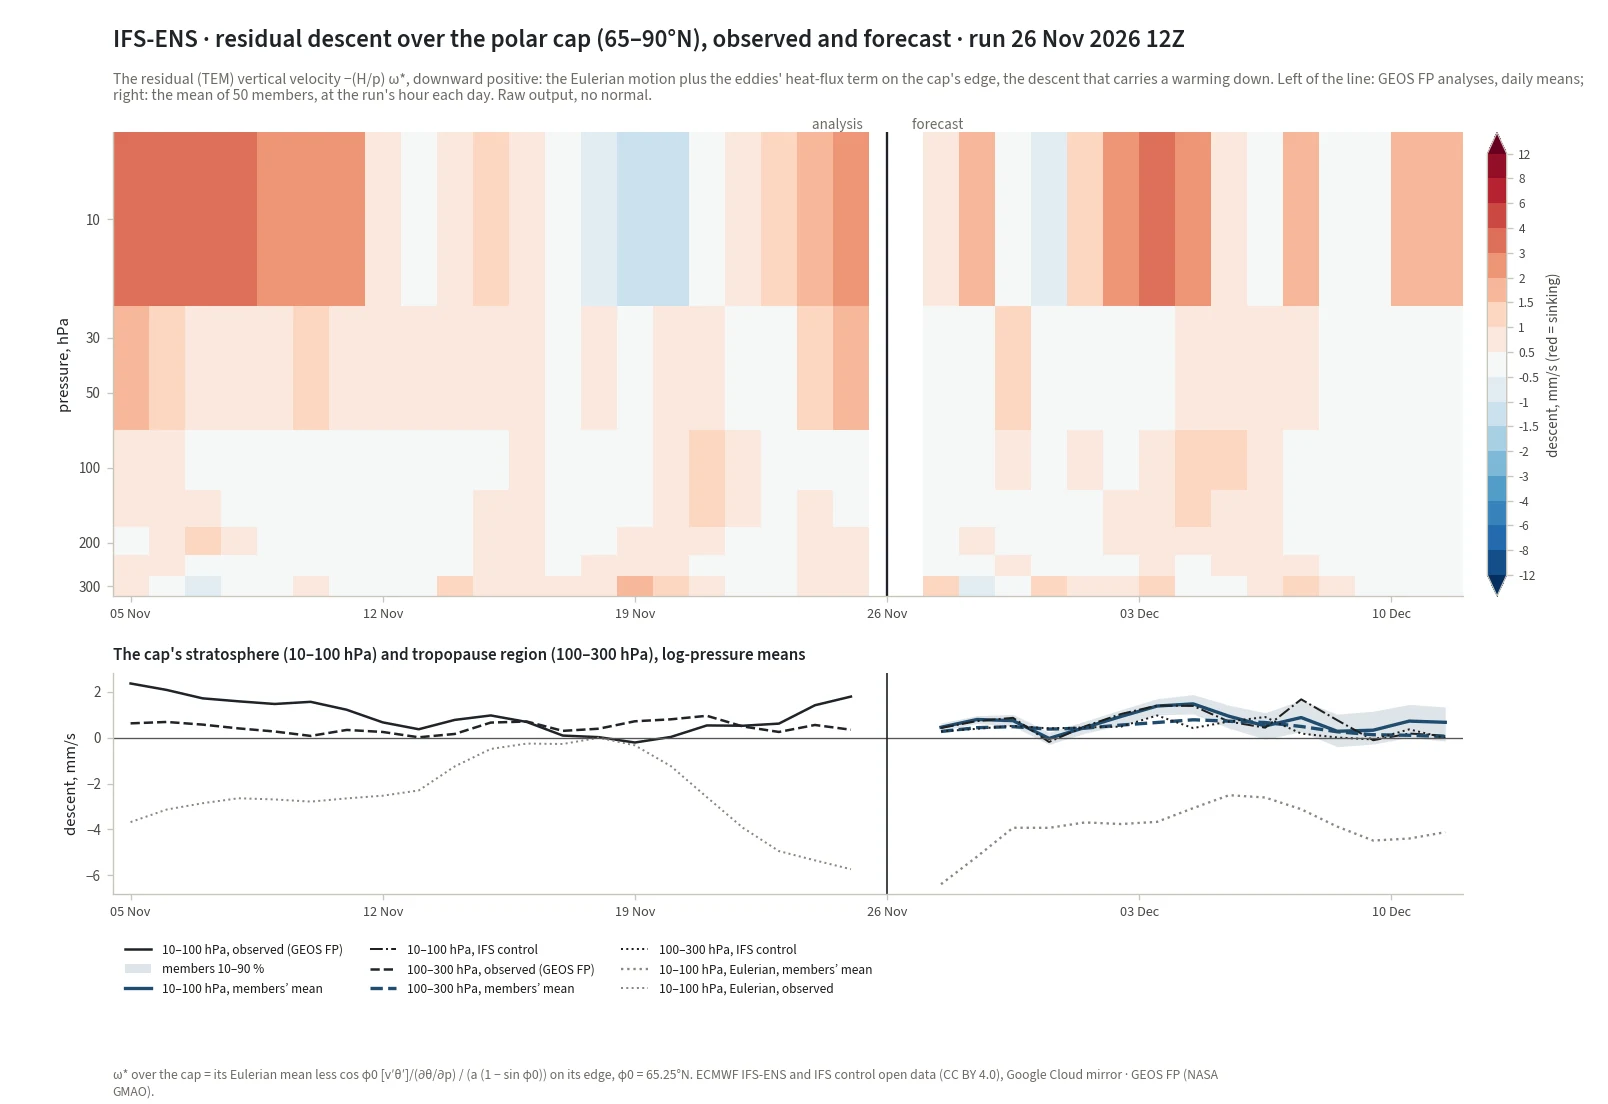 IFS-ENS · residual descent over the polar cap (65–90°N), observed and forecast · run 26 Nov 2026 12Z
The residual (TEM) vertical velocity −(H/p) ω*, downward positive: the Eulerian motion plus the eddies' heat-flux term on the cap's edge, the descent that carries a warming down. Left of the line: GEOS FP analyses, daily means;
right: the mean of 50 members, at the run's hour each day. Raw output, no normal.
analysis
forecast
pressure, hPa
10
30
50
100
200
300
05 Nov
12 Nov
19 Nov
26 Nov
03 Dec
10 Dec
12
8
6
4
3
2
1.5
1
0.5
-0.5
-1
-1.5
-2
-3
-4
-6
-8
-12
descent, mm/s (red = sinking)
The cap's stratosphere (10–100 hPa) and tropopause region (100–300 hPa), log-pressure means
descent, mm/s
2
0
−2
−4
−6
05 Nov
12 Nov
19 Nov
26 Nov
03 Dec
10 Dec
10–100 hPa, observed (GEOS FP)
members 10–90 %
10–100 hPa, members’ mean
10–100 hPa, IFS control
100–300 hPa, observed (GEOS FP)
100–300 hPa, members’ mean
100–300 hPa, IFS control
10–100 hPa, Eulerian, members’ mean
10–100 hPa, Eulerian, observed
ω* over the cap = its Eulerian mean less cos φ0 [v′θ′]/(∂θ/∂p) / (a (1 − sin φ0)) on its edge, φ0 = 65.25°N. ECMWF IFS-ENS and IFS control open data (CC BY 4.0), Google Cloud mirror · GEOS FP (NASA
GMAO).